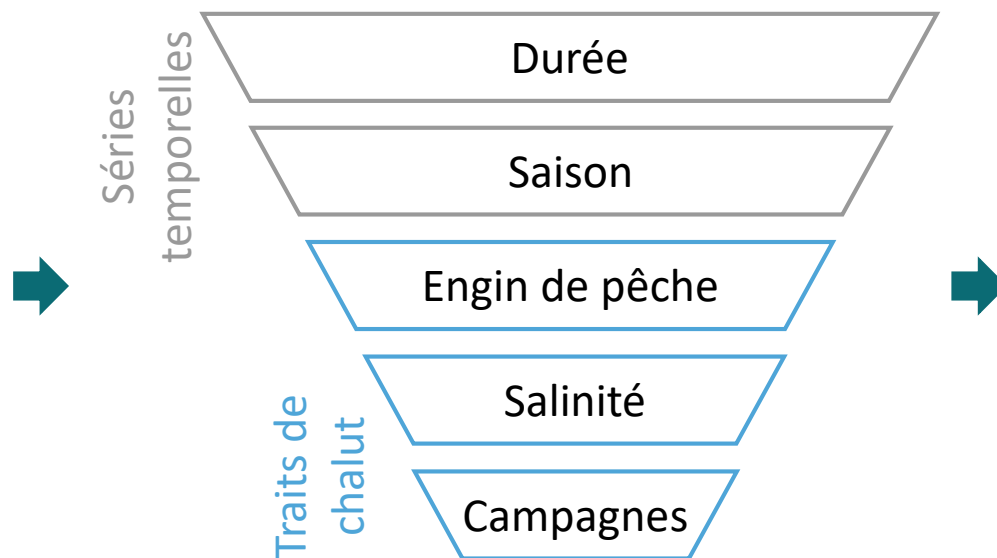 Séries
temporelles
Durée
Saison
Engin de pêche
Traits de
chalut
Salinité
Campagnes